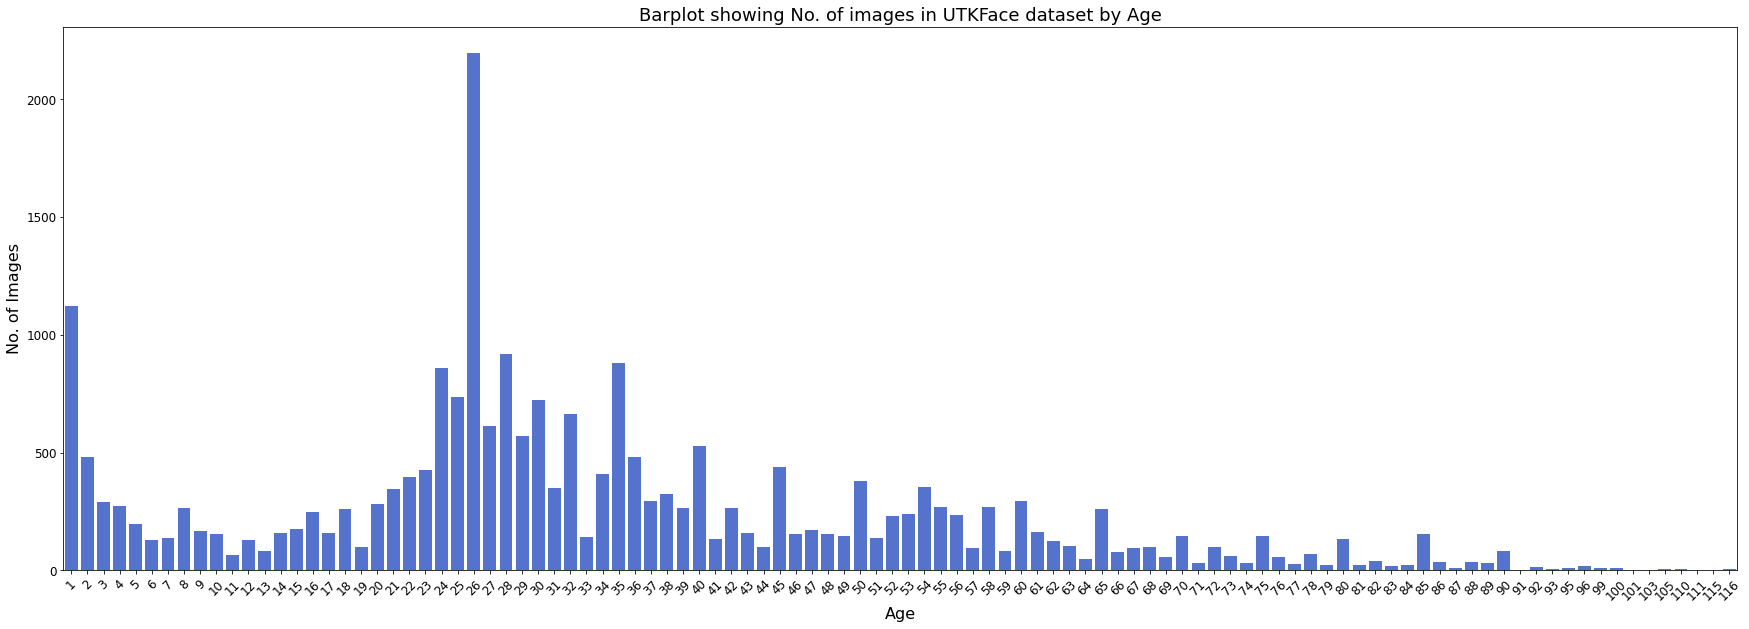 Barplot showing No. of images in UTKFace dataset by Age
No. of Images
2000
1500
1000
500
0
1 2 3 4 5 6 7 8 9 10 11 12 13 14 15 16 17 18 19 20 21 22 23 24 25 26 27 28 29 30 31 32 33 34 35 36 37 38 39 40 41 42 43 44 45 46 47 48 49 50 51 52 53 54 55 56 57 58 59 60 61 62 63 64 65 66 67 68 69 70 71 72 73 74 75 76 77 78 79 80 81 82 83 84 85 86 87 88 89 90 91 92 93 95 96 99 100 101 103 105 110 111 115 116
Age